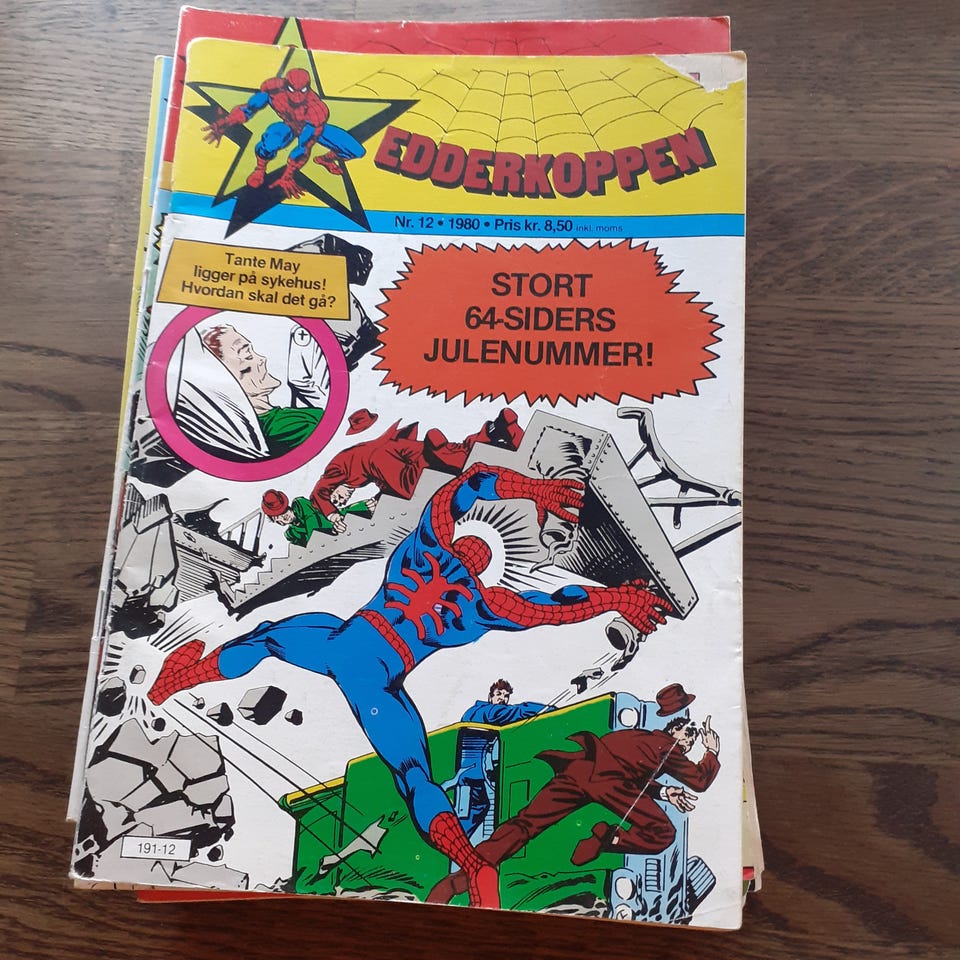 EDDERKOPPEN
Nr. 12 • 1980 • Pris kr. 8,50 inkl. moms
Tante May
ligger på sykehus!
Hvordan skal det gå?
STORT
64-SIDERS
JULENUMMER!
191-12